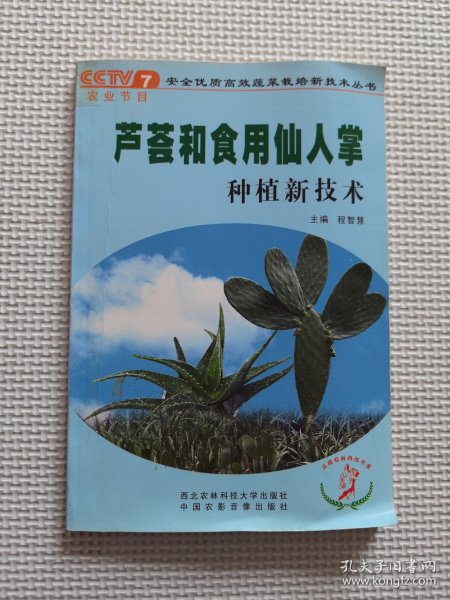 CCTV 7 安全优质高效蔬菜栽培新技术丛书
农业节目
芦荟和食用仙人掌
种植新技术
主编 程智慧
西北农林科技大学出版社
中国农影音像出版社
孔夫子旧书网
www.kongfz.com